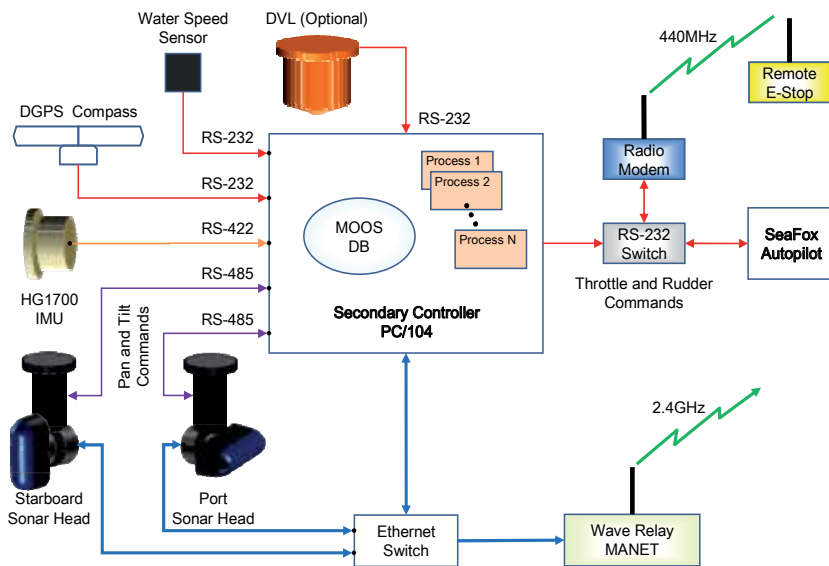 Water Speed
Sensor
DVL (Optional)
440MHz
Remote
E-Stop
DGPS Compass
RS-232
RS-232
RS-232
Radio
Modem
Process 1
Process 2
Process N
MOOS
DB
RS-422
RS-232
Switch
SeaFox
Autopilot
HG1700
IMU
RS-485
RS-485
Throttle and Rudder
Commands
Secondary Controller
PC/104
Pan and Tilt
Commands
2.4GHz
Starboard
Sonar Head
Port
Sonar Head
Ethernet
Switch
Wave Relay
MANET